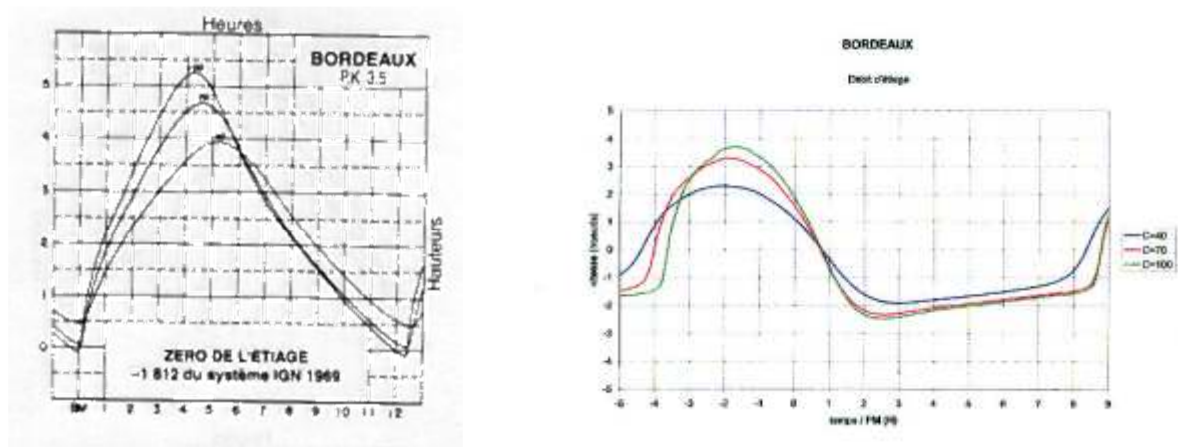 Heures
BORDEAUX
PK 3.5
5
4
3
2
1
0
Hauteurs
ZERO DE L'ETIAGE
-1 812 du système IGN 1969
BM 1 2 3 4 5 6 7 8 9 10 11 12
BORDEAUX
Débit d'étiage
5
4
3
2
1
0
-1
-2
-3
-4
-5
-5 -4 -3 -2 -1 0 1 2 3 4 5 6 7 8 9
temps / PM (H)
C=40
C=70
C=100